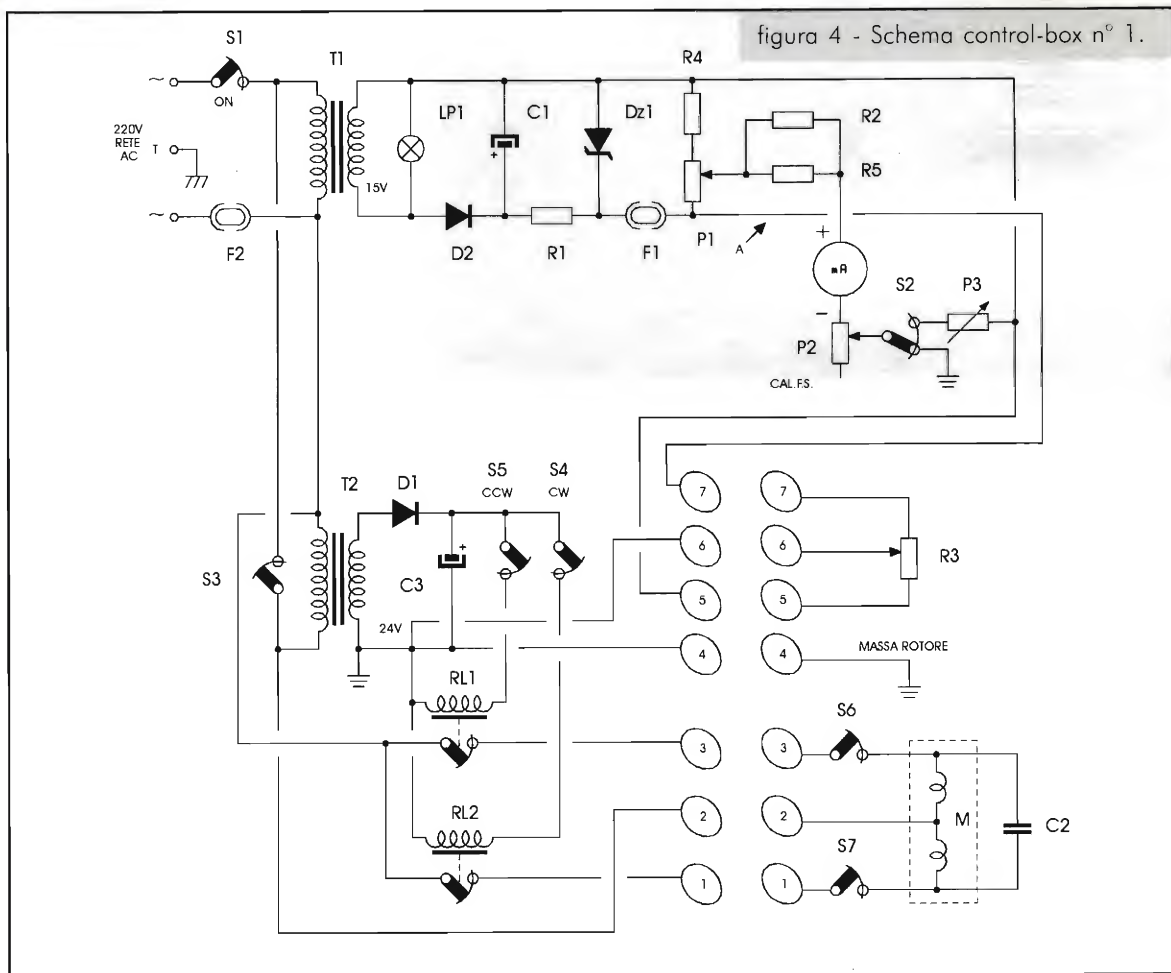 figura 4 - Schema control-box n° 1.
S1
T1
R4
~
ON
LP1
C1
Dz1
R2
220V
RETE
AC
T
+
R5
15V
~
F2
D2
R1
F1
P1
A
+
mA
S2
P3
−
P2
CAL.F.S.
T2
D1
S5
CCW
S4
CW
7
7
+
6
6
R3
S3
C3
5
5
24V
4
4
MASSA ROTORE
RL1
S6
3
3
RL2
2
2
M
C2
S7
1
1